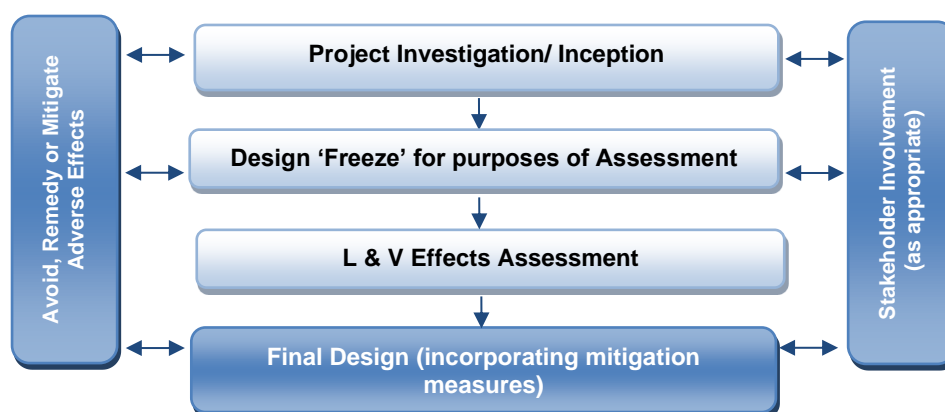 Avoid, Remedy or Mitigate
Adverse Effects
Project Investigation/ Inception
Design ‘Freeze’ for purposes of Assessment
L & V Effects Assessment
Final Design (incorporating mitigation
measures)
Stakeholder Involvement
(as appropriate)